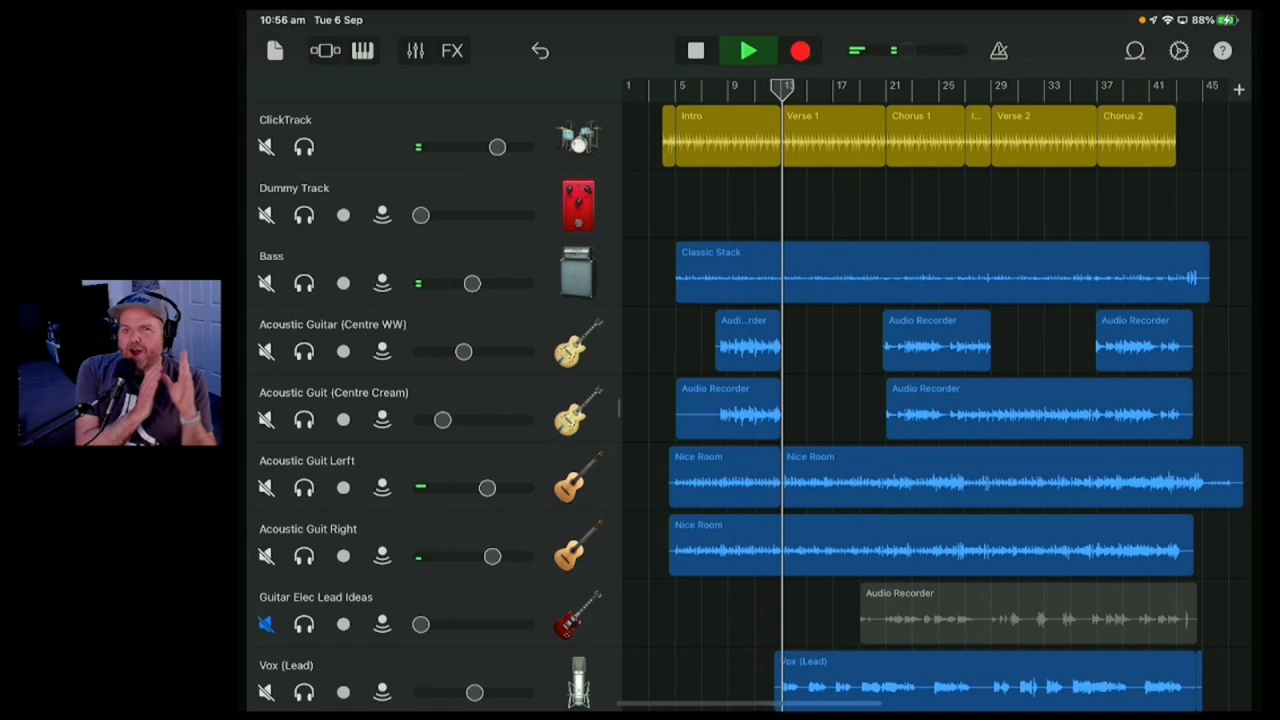 10:56 am Tue 6 Sep
88%
FX
?
1 5 9 13 17 21 25 29 33 37 41 45 +
ClickTrack
Intro Verse 1 Chorus 1 I... Verse 2 Chorus 2
Dummy Track
Bass
Classic Stack
Acoustic Guitar (Centre WW)
Audi...rder Audio Recorder Audio Recorder
Acoustic Guit (Centre Cream)
Audio Recorder Audio Recorder
Acoustic Guit Lerft
Nice Room Nice Room
Acoustic Guit Right
Nice Room
Guitar Elec Lead Ideas
Audio Recorder
Vox (Lead)
Vox (Lead)